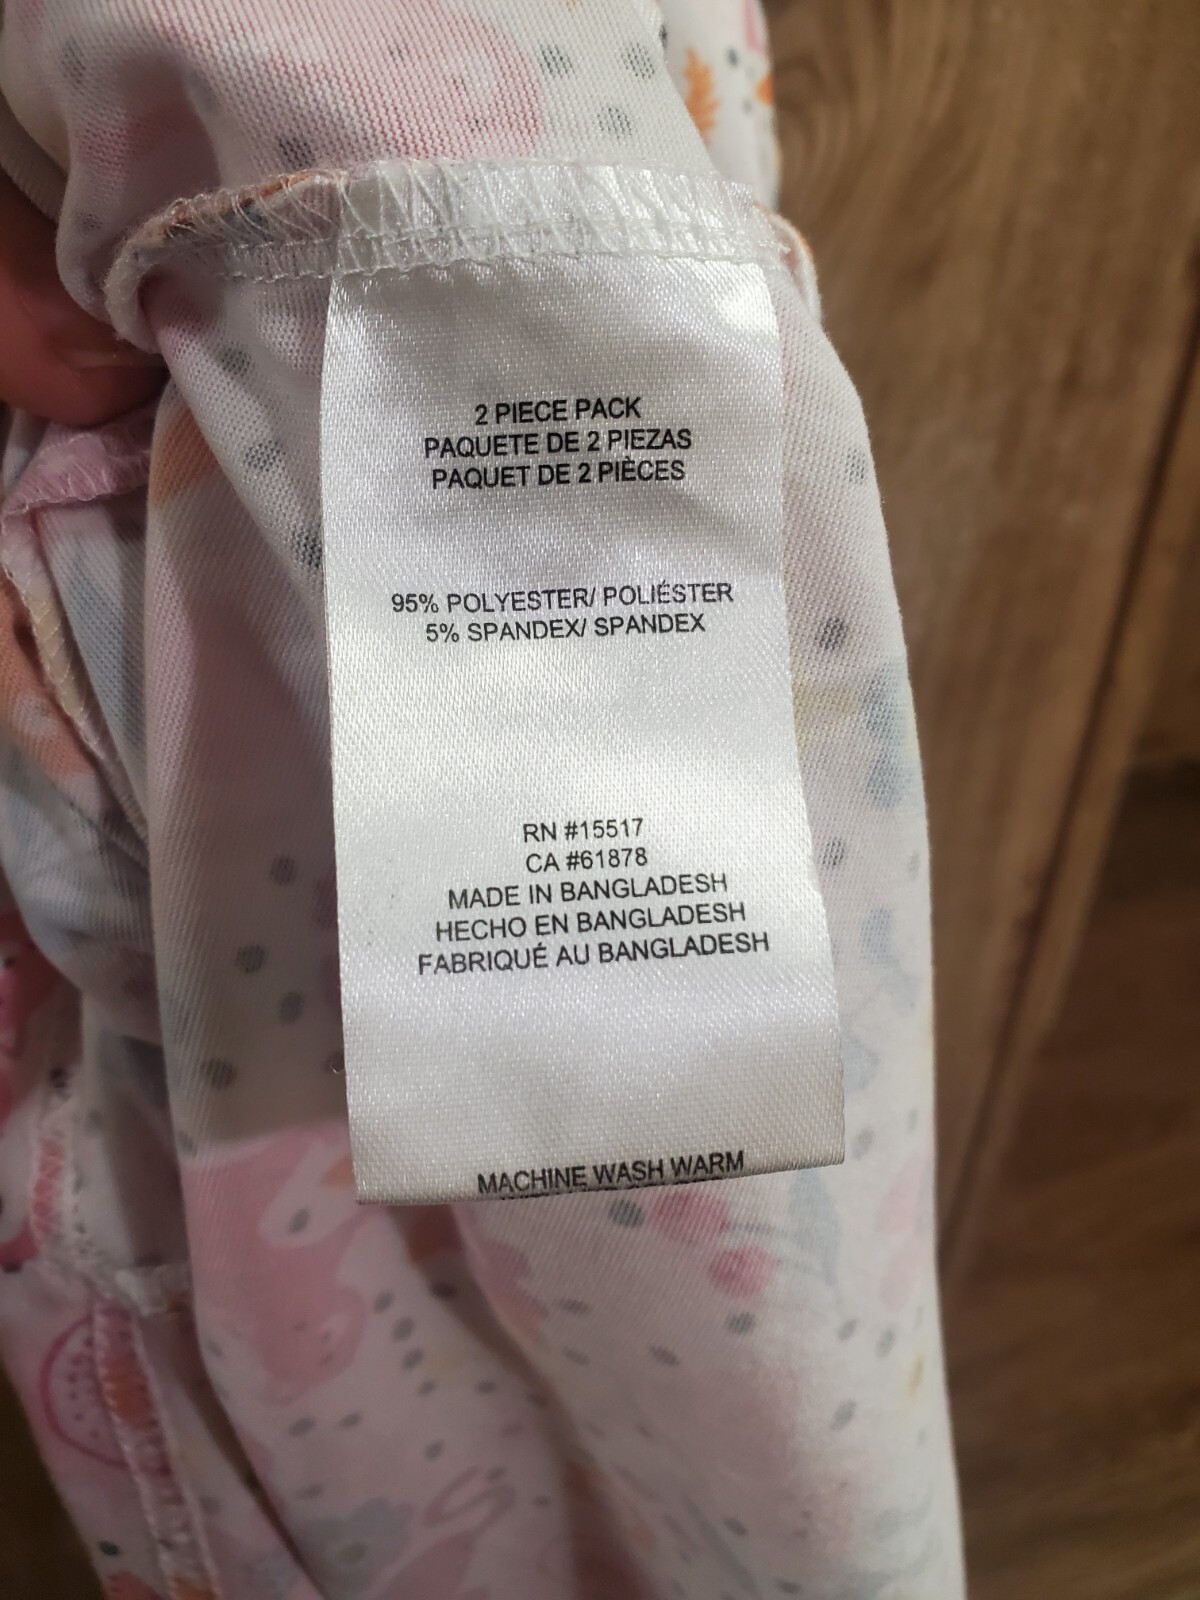 2 PIECE PACK
PAQUETE DE 2 PIEZAS
PAQUET DE 2 PIÈCES
95% POLYESTER/ POLIÉSTER
5% SPANDEX/ SPANDEX
RN #15517
CA #61878
MADE IN BANGLADESH
HECHO EN BANGLADESH
FABRIQUÉ AU BANGLADESH
MACHINE WASH WARM